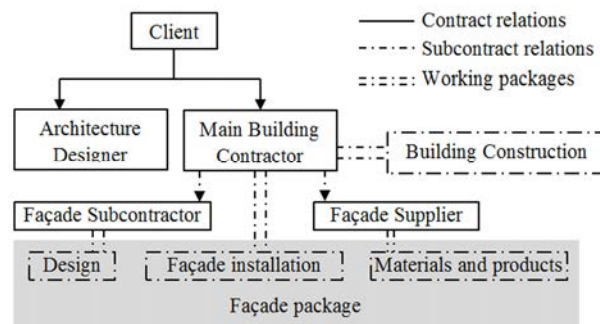 Client
Contract relations
Subcontract relations
Working packages
Architecture
Designer
Main Building
Contractor
Building Construction
Façade Subcontractor
Façade Supplier
Design
Façade installation
Materials and products
Façade package